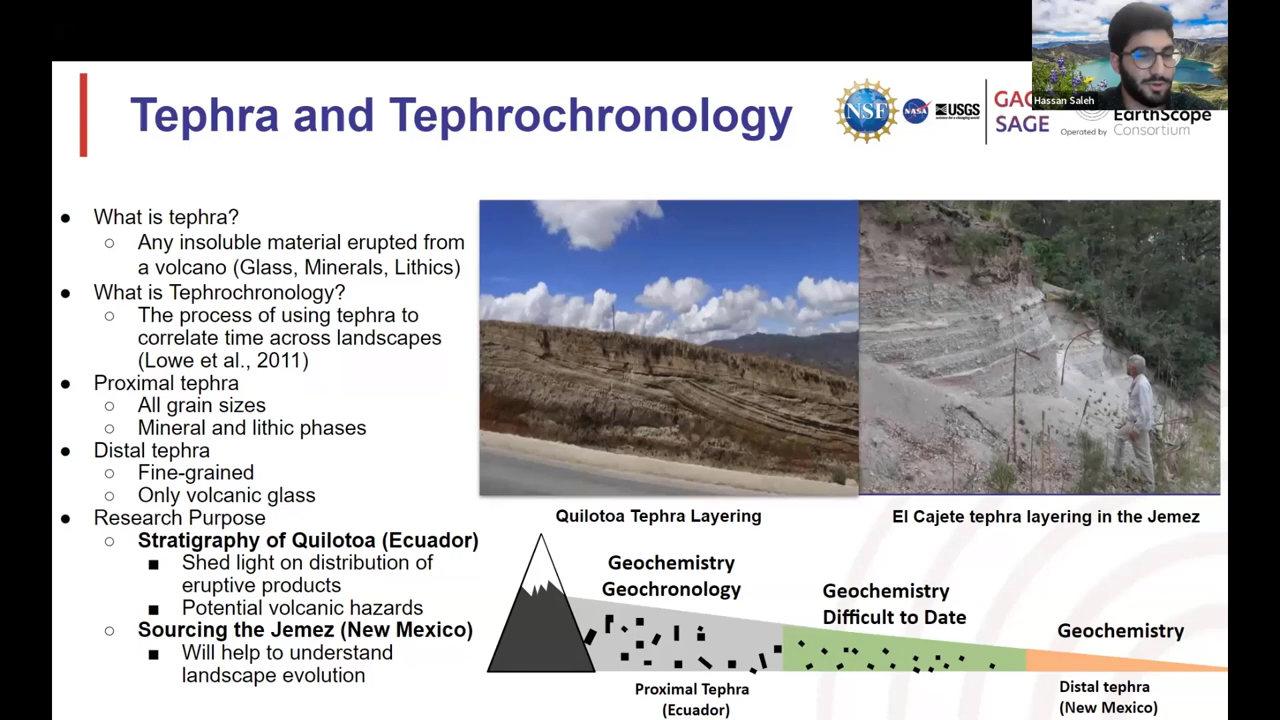 Hassan Saleh
Tephra and Tephrochronology
NSF
NASA
USGS
science for a changing world
SAGE
Operated by
EarthScope
Consortium
● What is tephra?
○ Any insoluble material erupted from
a volcano (Glass, Minerals, Lithics)
● What is Tephrochronology?
○ The process of using tephra to
correlate time across landscapes
(Lowe et al., 2011)
● Proximal tephra
○ All grain sizes
○ Mineral and lithic phases
● Distal tephra
○ Fine-grained
○ Only volcanic glass
● Research Purpose
○ Stratigraphy of Quilotoa (Ecuador)
■ Shed light on distribution of
eruptive products
■ Potential volcanic hazards
○ Sourcing the Jemez (New Mexico)
■ Will help to understand
landscape evolution
Quilotoa Tephra Layering
El Cajete tephra layering in the Jemez
Geochemistry
Geochronology
Geochemistry
Difficult to Date
Geochemistry
Proximal Tephra
(Ecuador)
Distal tephra
(New Mexico)